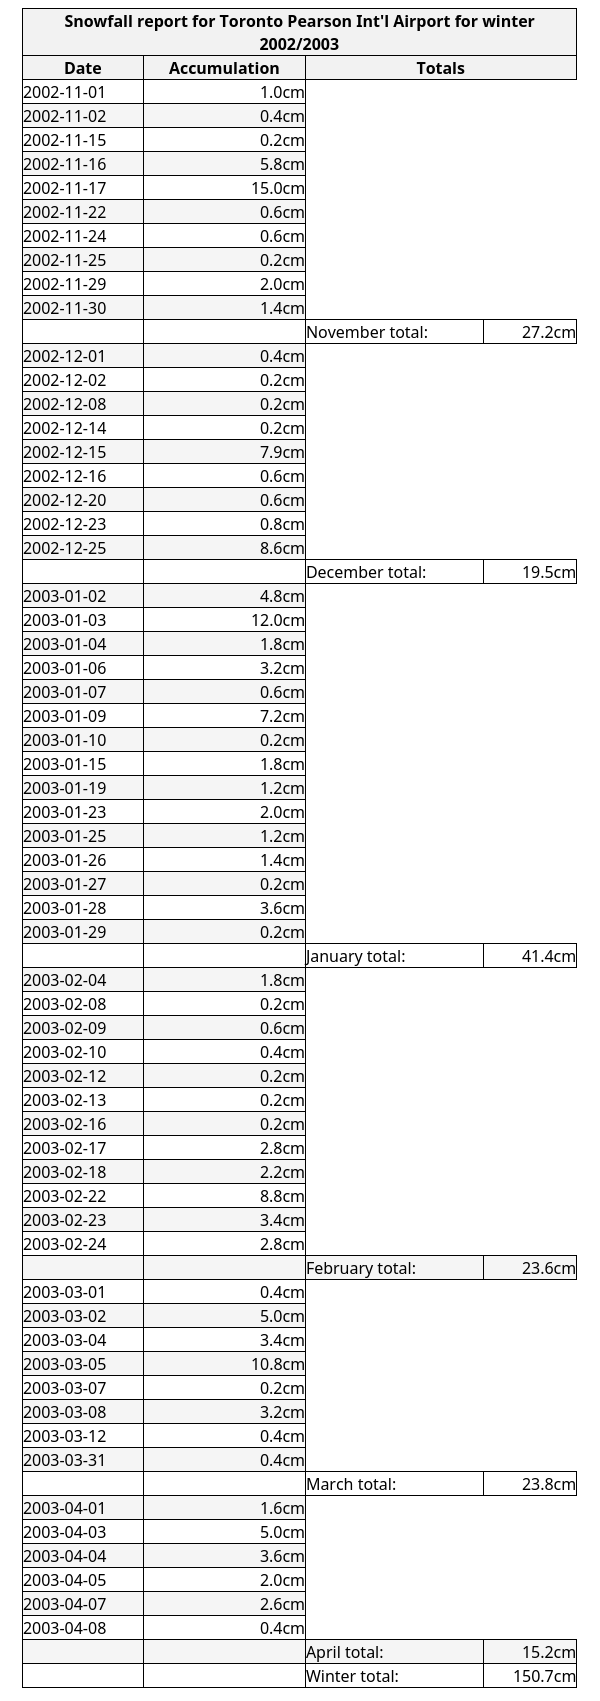 Snowfall report for Toronto Pearson Int'l Airport for winter
2002/2003
Date Accumulation Totals
2002-11-01 1.0cm
2002-11-02 0.4cm
2002-11-15 0.2cm
2002-11-16 5.8cm
2002-11-17 15.0cm
2002-11-22 0.6cm
2002-11-24 0.6cm
2002-11-25 0.2cm
2002-11-29 2.0cm
2002-11-30 1.4cm
November total: 27.2cm
2002-12-01 0.4cm
2002-12-02 0.2cm
2002-12-08 0.2cm
2002-12-14 0.2cm
2002-12-15 7.9cm
2002-12-16 0.6cm
2002-12-20 0.6cm
2002-12-23 0.8cm
2002-12-25 8.6cm
December total: 19.5cm
2003-01-02 4.8cm
2003-01-03 12.0cm
2003-01-04 1.8cm
2003-01-06 3.2cm
2003-01-07 0.6cm
2003-01-09 7.2cm
2003-01-10 0.2cm
2003-01-15 1.8cm
2003-01-19 1.2cm
2003-01-23 2.0cm
2003-01-25 1.2cm
2003-01-26 1.4cm
2003-01-27 0.2cm
2003-01-28 3.6cm
2003-01-29 0.2cm
January total: 41.4cm
2003-02-04 1.8cm
2003-02-08 0.2cm
2003-02-09 0.6cm
2003-02-10 0.4cm
2003-02-12 0.2cm
2003-02-13 0.2cm
2003-02-16 0.2cm
2003-02-17 2.8cm
2003-02-18 2.2cm
2003-02-22 8.8cm
2003-02-23 3.4cm
2003-02-24 2.8cm
February total: 23.6cm
2003-03-01 0.4cm
2003-03-02 5.0cm
2003-03-04 3.4cm
2003-03-05 10.8cm
2003-03-07 0.2cm
2003-03-08 3.2cm
2003-03-12 0.4cm
2003-03-31 0.4cm
March total: 23.8cm
2003-04-01 1.6cm
2003-04-03 5.0cm
2003-04-04 3.6cm
2003-04-05 2.0cm
2003-04-07 2.6cm
2003-04-08 0.4cm
April total: 15.2cm
Winter total: 150.7cm